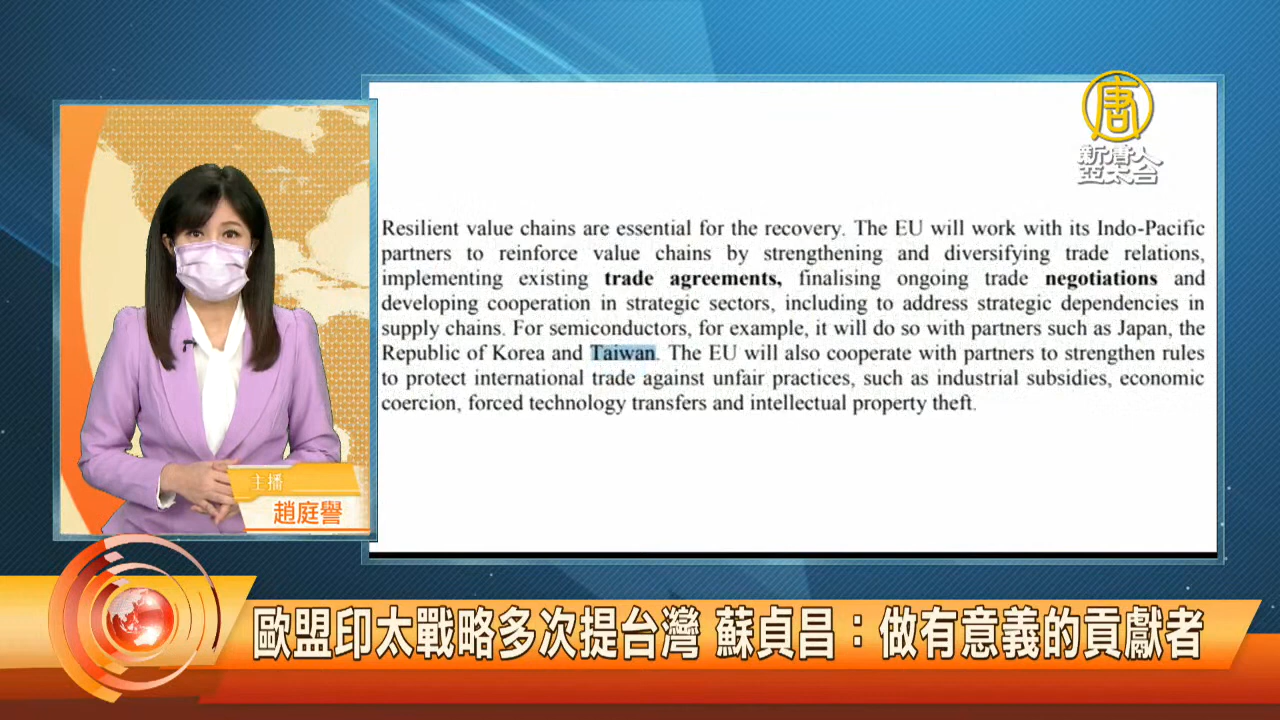 唐
新唐人
亞太台
Resilient value chains are essential for the recovery. The EU will work with its Indo-Pacific
partners to reinforce value chains by strengthening and diversifying trade relations,
implementing existing trade agreements, finalising ongoing trade negotiations and
developing cooperation in strategic sectors, including to address strategic dependencies in
supply chains. For semiconductors, for example, it will do so with partners such as Japan, the
Republic of Korea and Taiwan. The EU will also cooperate with partners to strengthen rules
to protect international trade against unfair practices, such as industrial subsidies, economic
coercion, forced technology transfers and intellectual property theft.
主播
趙庭譽
歐盟印太戰略多次提台灣 蘇貞昌：做有意義的貢獻者